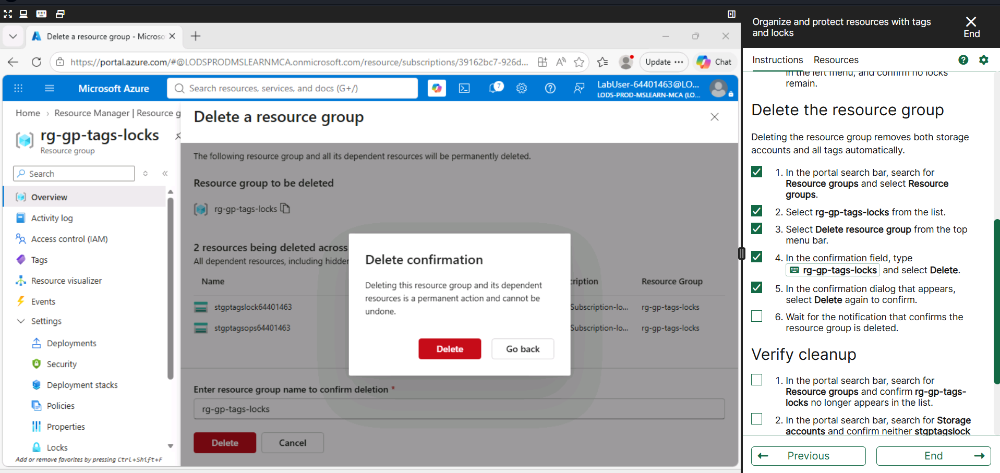 Delete a resource group - Microso
https://portal.azure.com/#@LODSPRODMSLEARNMCA.onmicrosoft.com/resource/subscriptions/39162bc7-926d...
Update
Chat
Microsoft Azure
Search resources, services, and docs (G+/)
7
LabUser-64401463@LO...
LODS-PROD-MSLEARN-MCA (LO...
Home > Resource Manager | Resource g
rg-gp-tags-locks
Resource group
Search
Overview
Activity log
Access control (IAM)
Tags
Resource visualizer
Events
Settings
Deployments
Security
Deployment stacks
Policies
Properties
Locks
Add or remove favorites by pressing Ctrl+Shift+F
Delete a resource group
The following resource group and all its dependent resources will be permanently deleted.
Resource group to be deleted
rg-gp-tags-locks
2 resources being deleted across
All dependent resources, including hidden
Name
cription
Resource Group
stgptagslock64401463
Subscription-lo...
rg-gp-tags-locks
stgptagsops64401463
Subscription-lo...
rg-gp-tags-locks
Delete confirmation
Deleting this resource group and its dependent
resources is a permanent action and cannot be
undone.
Delete
Go back
Enter resource group name to confirm deletion *
rg-gp-tags-locks
Delete
Cancel
Organize and protect resources with tags
and locks
End
Instructions
Resources
in the left menu, and confirm no locks
remain.
Delete the resource group
Deleting the resource group removes both storage
accounts and all tags automatically.
1. In the portal search bar, search for
Resource groups and select Resource
groups.
2. Select rg-gp-tags-locks from the list.
3. Select Delete resource group from the top
menu bar.
4. In the confirmation field, type
rg-gp-tags-locks and select Delete.
5. In the confirmation dialog that appears,
select Delete again to confirm.
6. Wait for the notification that confirms the
resource group is deleted.
Verify cleanup
1. In the portal search bar, search for
Resource groups and confirm rg-gp-tags-
locks no longer appears in the list.
2. In the portal search bar, search for Storage
accounts and confirm neither stgptagslock
Previous
End